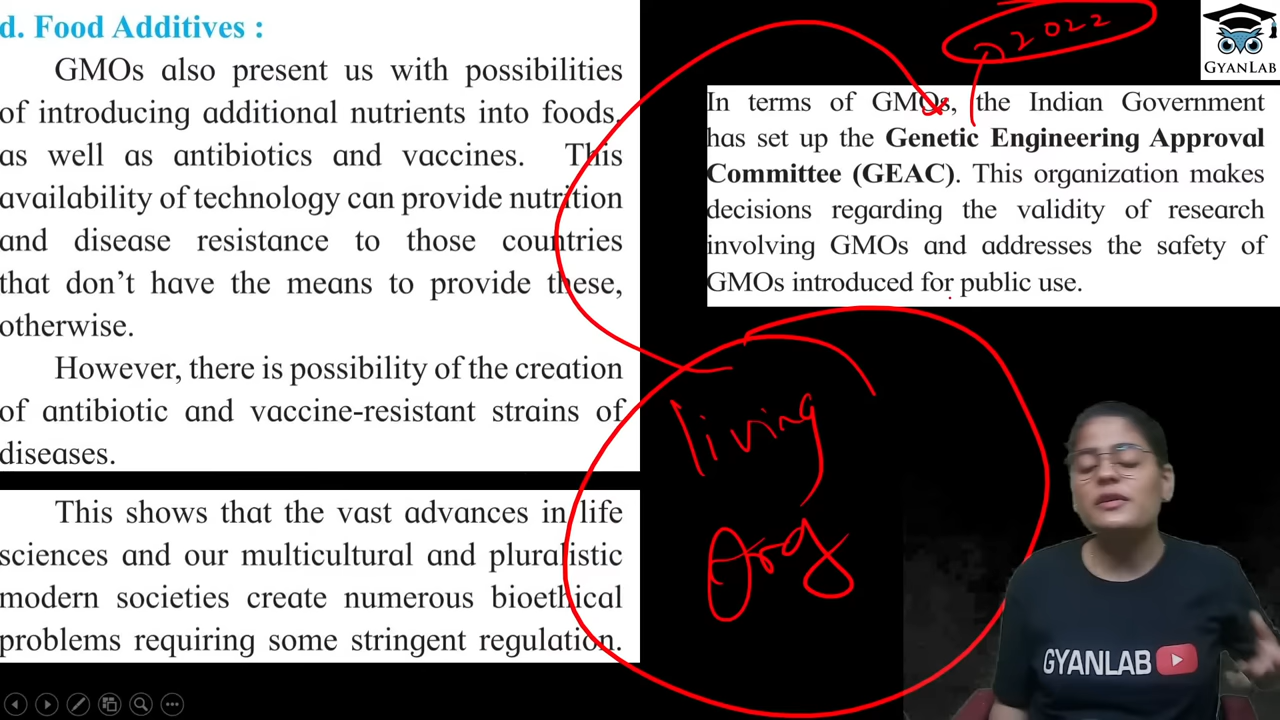 d. Food Additives :
GMOs also present us with possibilities
of introducing additional nutrients into foods,
as well as antibiotics and vaccines. This
availability of technology can provide nutrition
and disease resistance to those countries
that don’t have the means to provide these,
otherwise.
However, there is possibility of the creation
of antibiotic and vaccine-resistant strains of
diseases.
This shows that the vast advances in life
sciences and our multicultural and pluralistic
modern societies create numerous bioethical
problems requiring some stringent regulation.
2022
GYANLAB
In terms of GMOs, the Indian Government
has set up the Genetic Engineering Approval
Committee (GEAC). This organization makes
decisions regarding the validity of research
involving GMOs and addresses the safety of
GMOs introduced for public use.
living
Org
GYANLAB